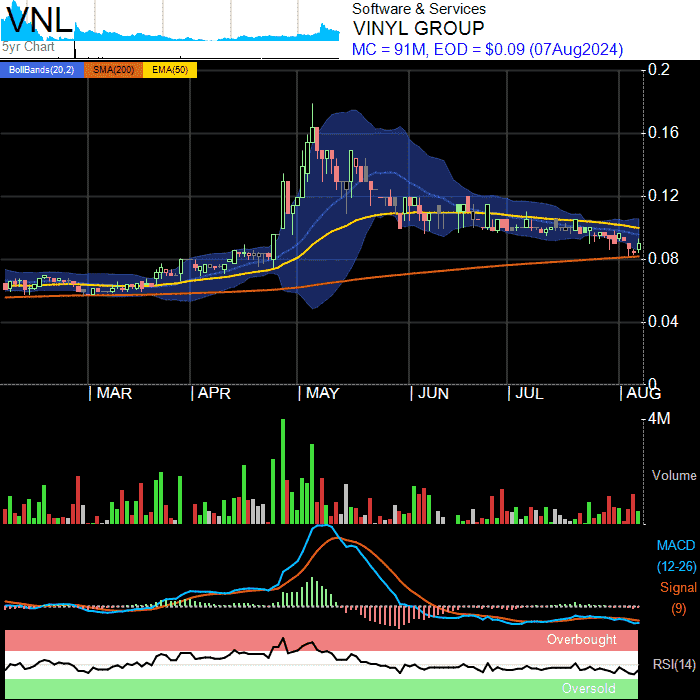 VNL
5yr Chart
Software & Services
VINYL GROUP
MC = 91M, EOD = $0.09 (07Aug2024)
BollBands(20,2) SMA(200) EMA(50)
0.2
0.16
0.12
0.08
0.04
0
| MAR | APR | MAY | JUN | JUL | AUG
4M
Volume
MACD
(12-26)
Signal
(9)
Overbought
RSI(14)
Oversold